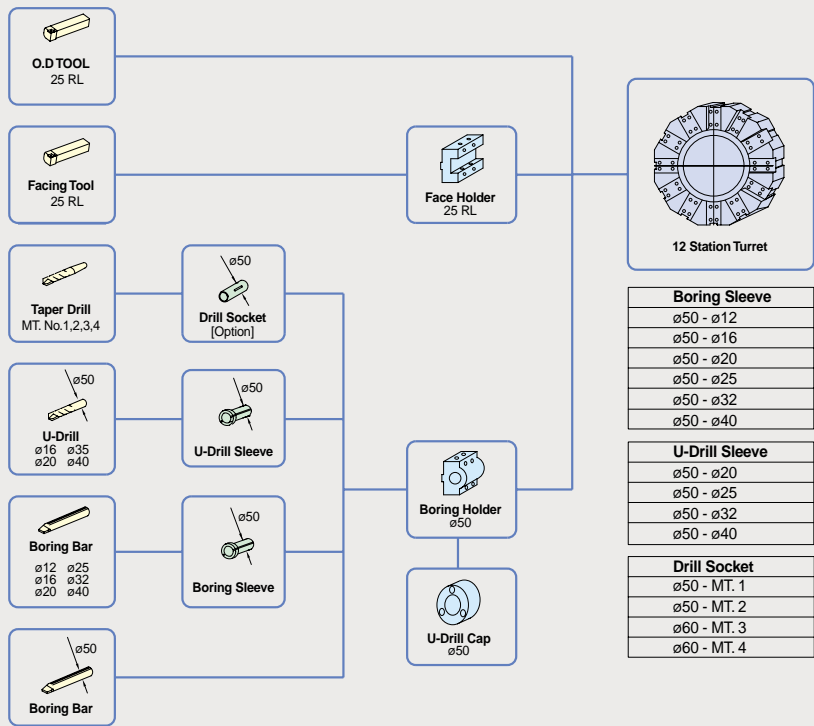 O.D TOOL
25 RL
Facing Tool
25 RL
Face Holder
25 RL
12 Station Turret
Taper Drill
MT. No.1,2,3,4
ø50
Drill Socket
[Option]
ø50
U-Drill
ø16 ø35
ø20 ø40
ø50
U-Drill Sleeve
Boring Bar
ø12 ø25
ø16 ø32
ø20 ø40
ø50
Boring Sleeve
ø50
Boring Bar
Boring Holder
ø50
U-Drill Cap
ø50
Boring Sleeve
ø50 - ø12
ø50 - ø16
ø50 - ø20
ø50 - ø25
ø50 - ø32
ø50 - ø40
U-Drill Sleeve
ø50 - ø20
ø50 - ø25
ø50 - ø32
ø50 - ø40
Drill Socket
ø50 - MT. 1
ø50 - MT. 2
ø60 - MT. 3
ø60 - MT. 4